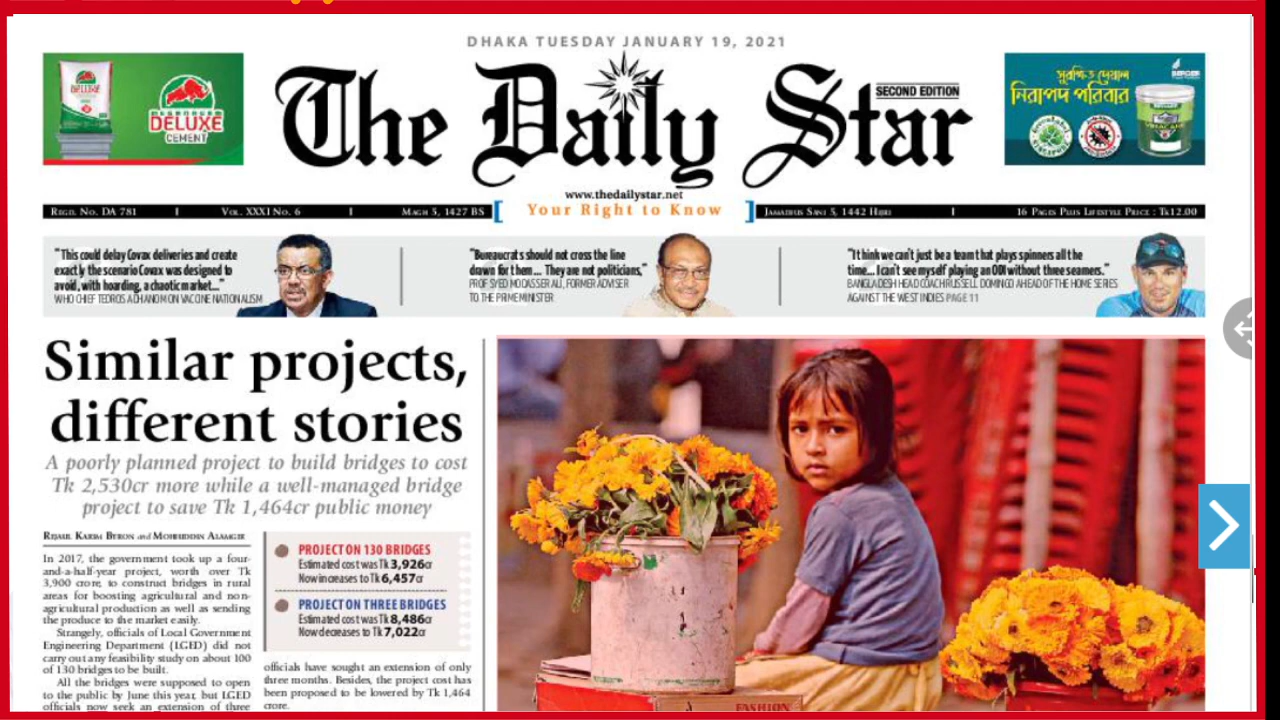 DHAKA TUESDAY JANUARY 19, 2021
DELUXE
CEMENT
The Daily Star
SECOND EDITION
সুরক্ষিত দেয়াল
নিরাপদ পরিবার
BERGER
www.thedailystar.net
REGD. NO. DA 781
VOL. XXXI NO. 6
MAGH 5, 1427 BS
Your Right to Know
JAMADIUS SANI 5, 1442 HIJRI
16 PAGES PLUS LIFESTYLE PRICE : Tk12.00
"This could delay Covax deliveries and create
exactly the scenario Covax was designed to
avoid, with hoarding, a chaotic market..."
WHO CHIEF TEDROS ADHANOM ON VACCINE NATIONALISM
"Bureaucrats should not cross the line
drawn for them... They are not politicians,"
PROF SYED MODASSER ALI, FORMER ADVISER
TO THE PRIME MINISTER
"I think we can't just be a team that plays spinners all the
time... I can't see myself playing an ODI without three seamers."
BANGLADESH HEAD COACH RUSSELL DOMINGO AHEAD OF THE HOME SERIES
AGAINST THE WEST INDIES PAGE 11
Similar projects,
different stories
A poorly planned project to build bridges to cost
Tk 2,530cr more while a well-managed bridge
project to save Tk 1,464cr public money
REJAUL KARIM BYRON and MOHIUDDIN ALAMGIR
In 2017, the government took up a four-
and-a-half-year project, worth over Tk
3,900 crore, to construct bridges in rural
areas for boosting agricultural and non-
agricultural production as well as sending
the produce to the market easily.
Strangely, officials of Local Government
Engineering Department (LGED) did not
carry out any feasibility study on about 100
of 130 bridges to be built.
All the bridges were supposed to open
to the public by June this year, but LGED
officials now seek an extension of three
PROJECT ON 130 BRIDGES
Estimated cost was Tk 3,926cr
Now increases to Tk 6,457cr
PROJECT ON THREE BRIDGES
Estimated cost was Tk 8,486cr
Now decreases to Tk 7,022cr
officials have sought an extension of only
three months. Besides, the project cost has
been proposed to be lowered by Tk 1,464
crore.
FASHION